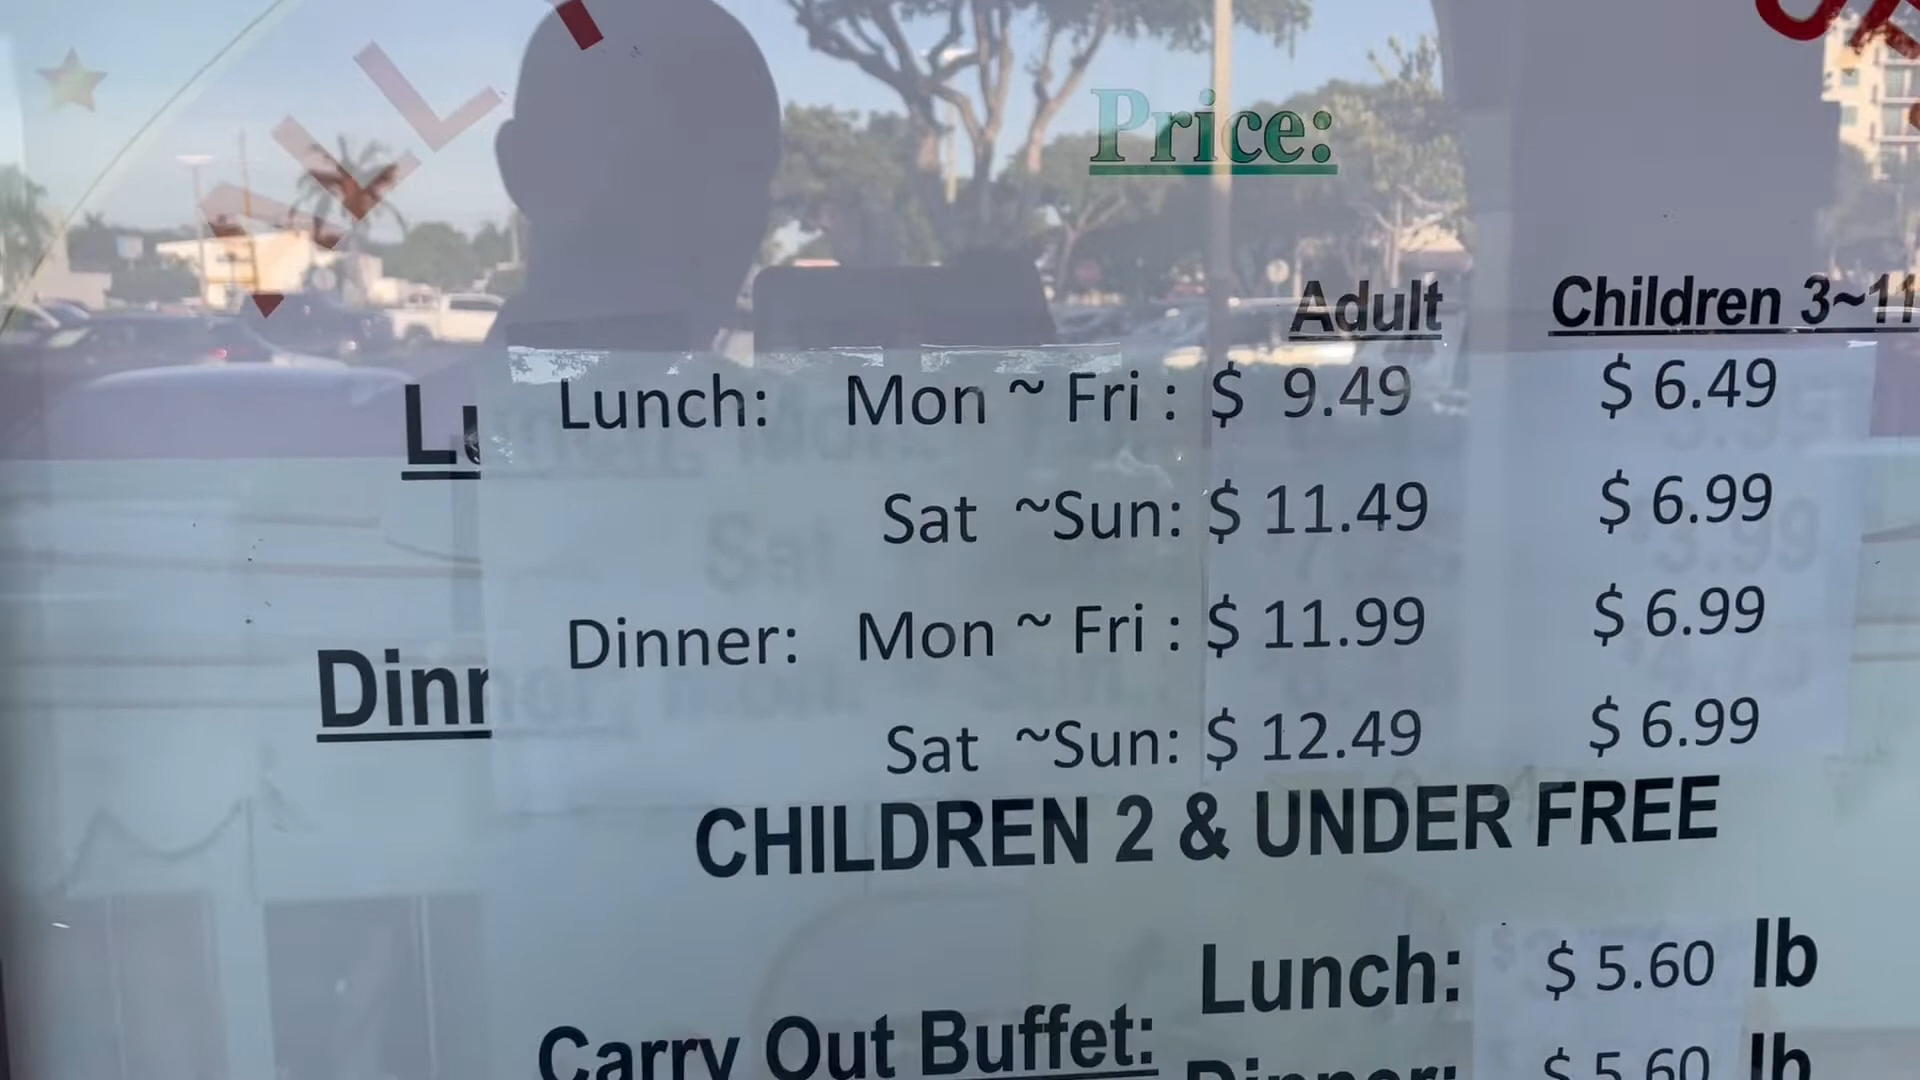 Price:
Adult Children 3~11
Lunch: Mon ~ Fri : $ 9.49 $ 6.49
Sat ~Sun: $ 11.49 $ 6.99
Dinner: Mon ~ Fri : $ 11.99 $ 6.99
Sat ~Sun: $ 12.49 $ 6.99
CHILDREN 2 & UNDER FREE
Carry Out Buffet: Lunch: $ 5.60 lb
Dinner: $ 5.60 lb